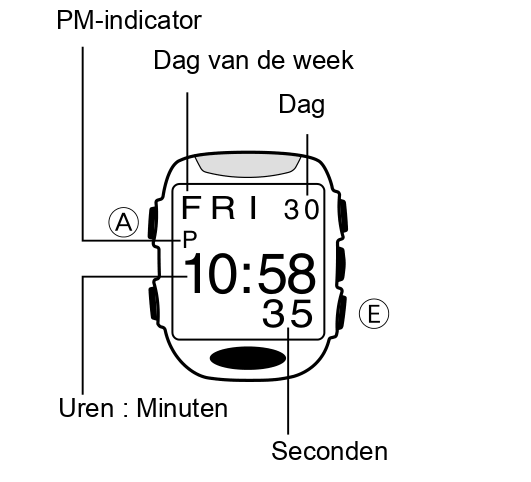 PM-indicator
Dag van de week
Dag
FRI 30
Ⓐ
P
10:58
35
Ⓔ
Uren : Minuten
Seconden